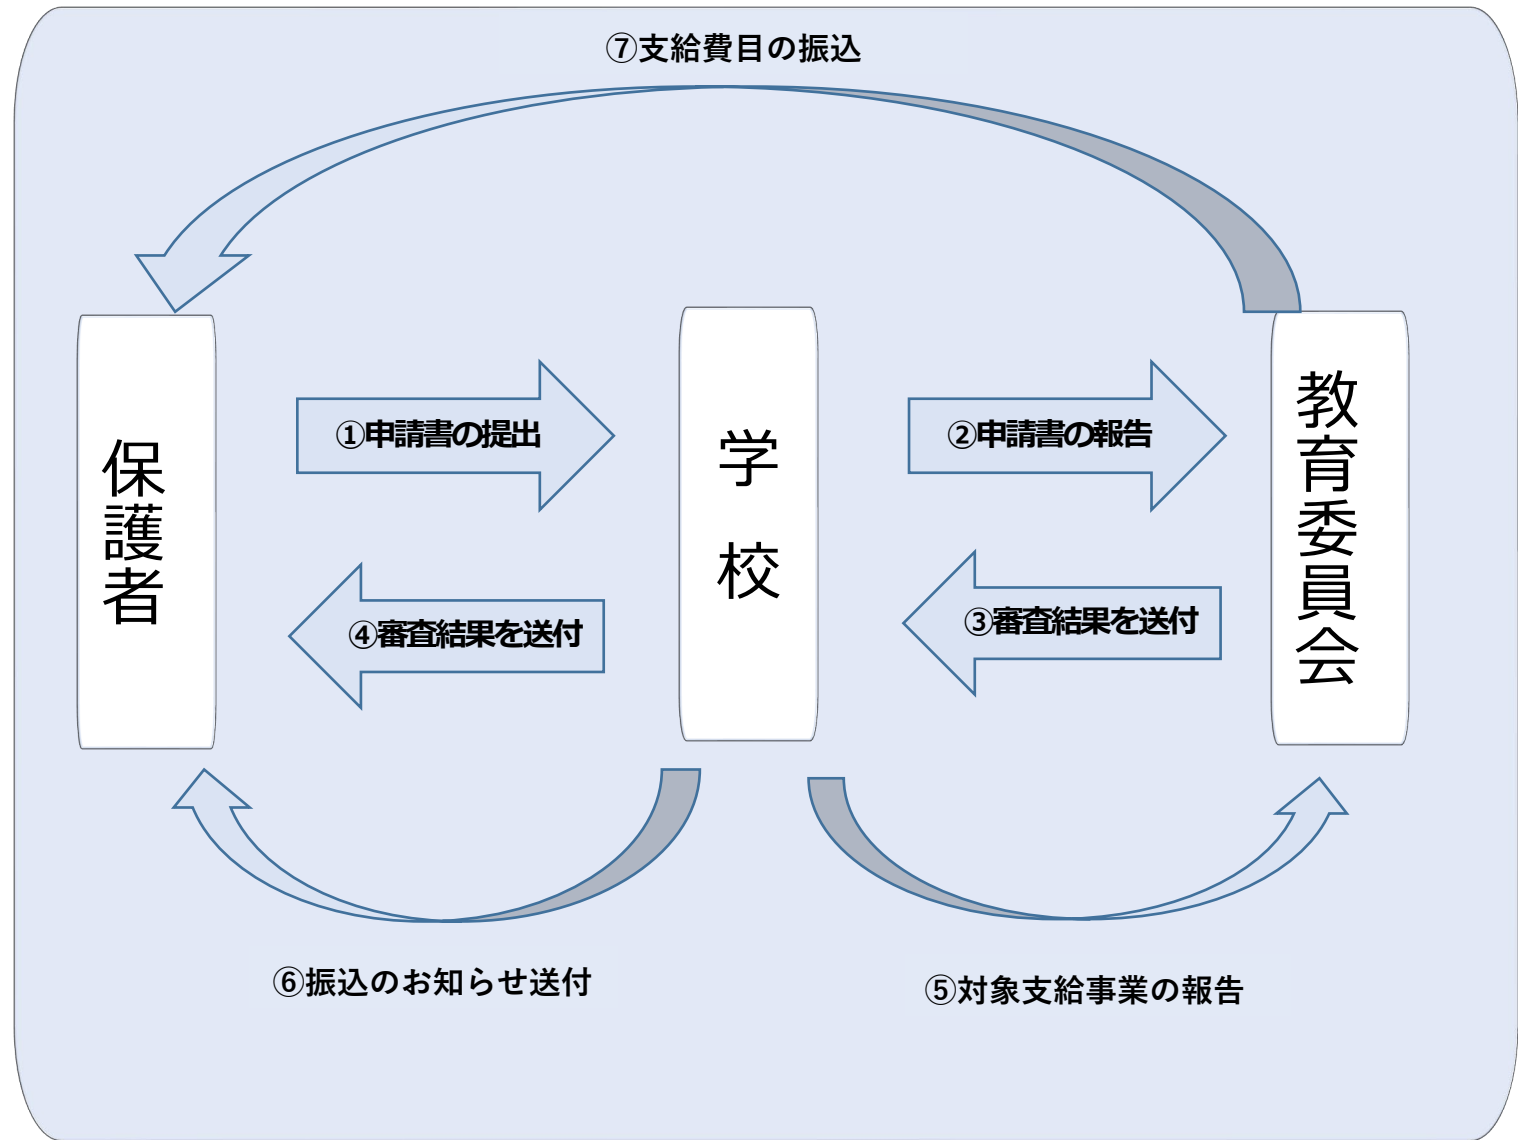 ⑦支給費目の振込
保護者
学校
教育委員会
①申請書の提出
②申請書の報告
③審査結果を送付
④審査結果を送付
⑥振込のお知らせ送付
⑤対象支給事業の報告